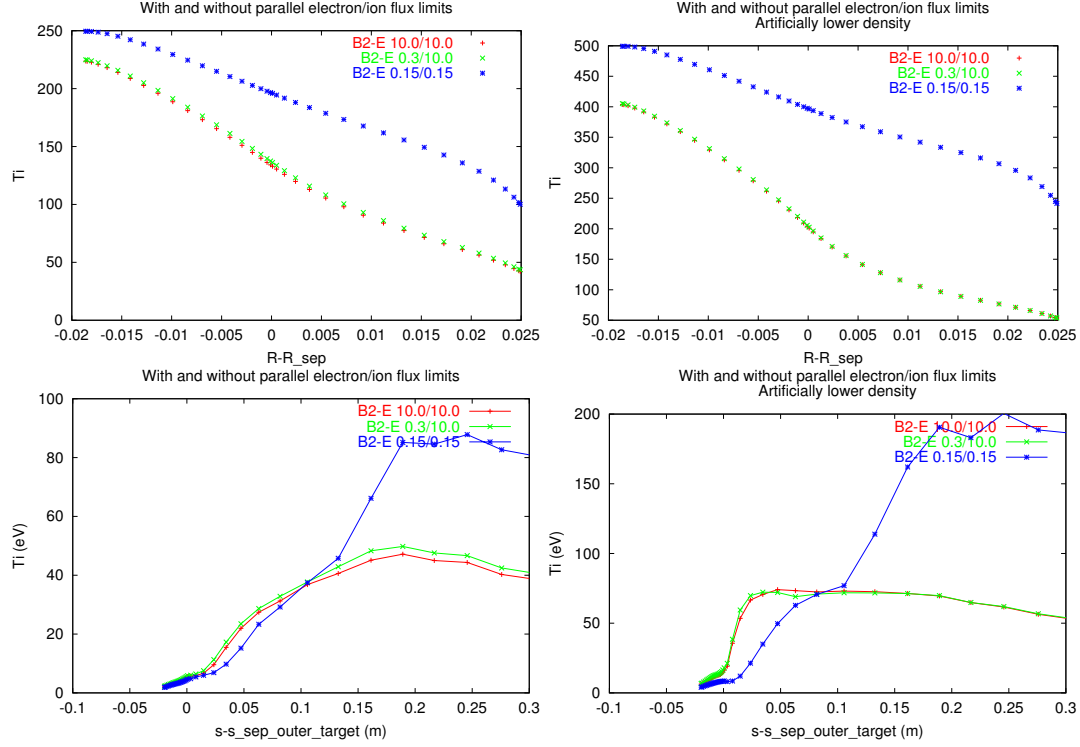 With and without parallel electron/ion flux limits
B2-E 10.0/10.0
B2-E 0.3/10.0
B2-E 0.15/0.15
Ti
250
200
150
100
50
0
-0.02 -0.015 -0.01 -0.005 0 0.005 0.01 0.015 0.02 0.025
R-R_sep
With and without parallel electron/ion flux limits
Artificially lower density
B2-E 10.0/10.0
B2-E 0.3/10.0
B2-E 0.15/0.15
Ti
500
450
400
350
300
250
200
150
100
50
-0.02 -0.015 -0.01 -0.005 0 0.005 0.01 0.015 0.02 0.025
R-R_sep
With and without parallel electron/ion flux limits
B2-E 10.0/10.0
B2-E 0.3/10.0
B2-E 0.15/0.15
Ti (eV)
100
80
60
40
20
0
-0.1 -0.05 0 0.05 0.1 0.15 0.2 0.25 0.3
s-s_sep_outer_target (m)
With and without parallel electron/ion flux limits
Artificially lower density
B2-E 10.0/10.0
B2-E 0.3/10.0
B2-E 0.15/0.15
Ti (eV)
200
150
100
50
0
-0.1 -0.05 0 0.05 0.1 0.15 0.2 0.25 0.3
s-s_sep_outer_target (m)